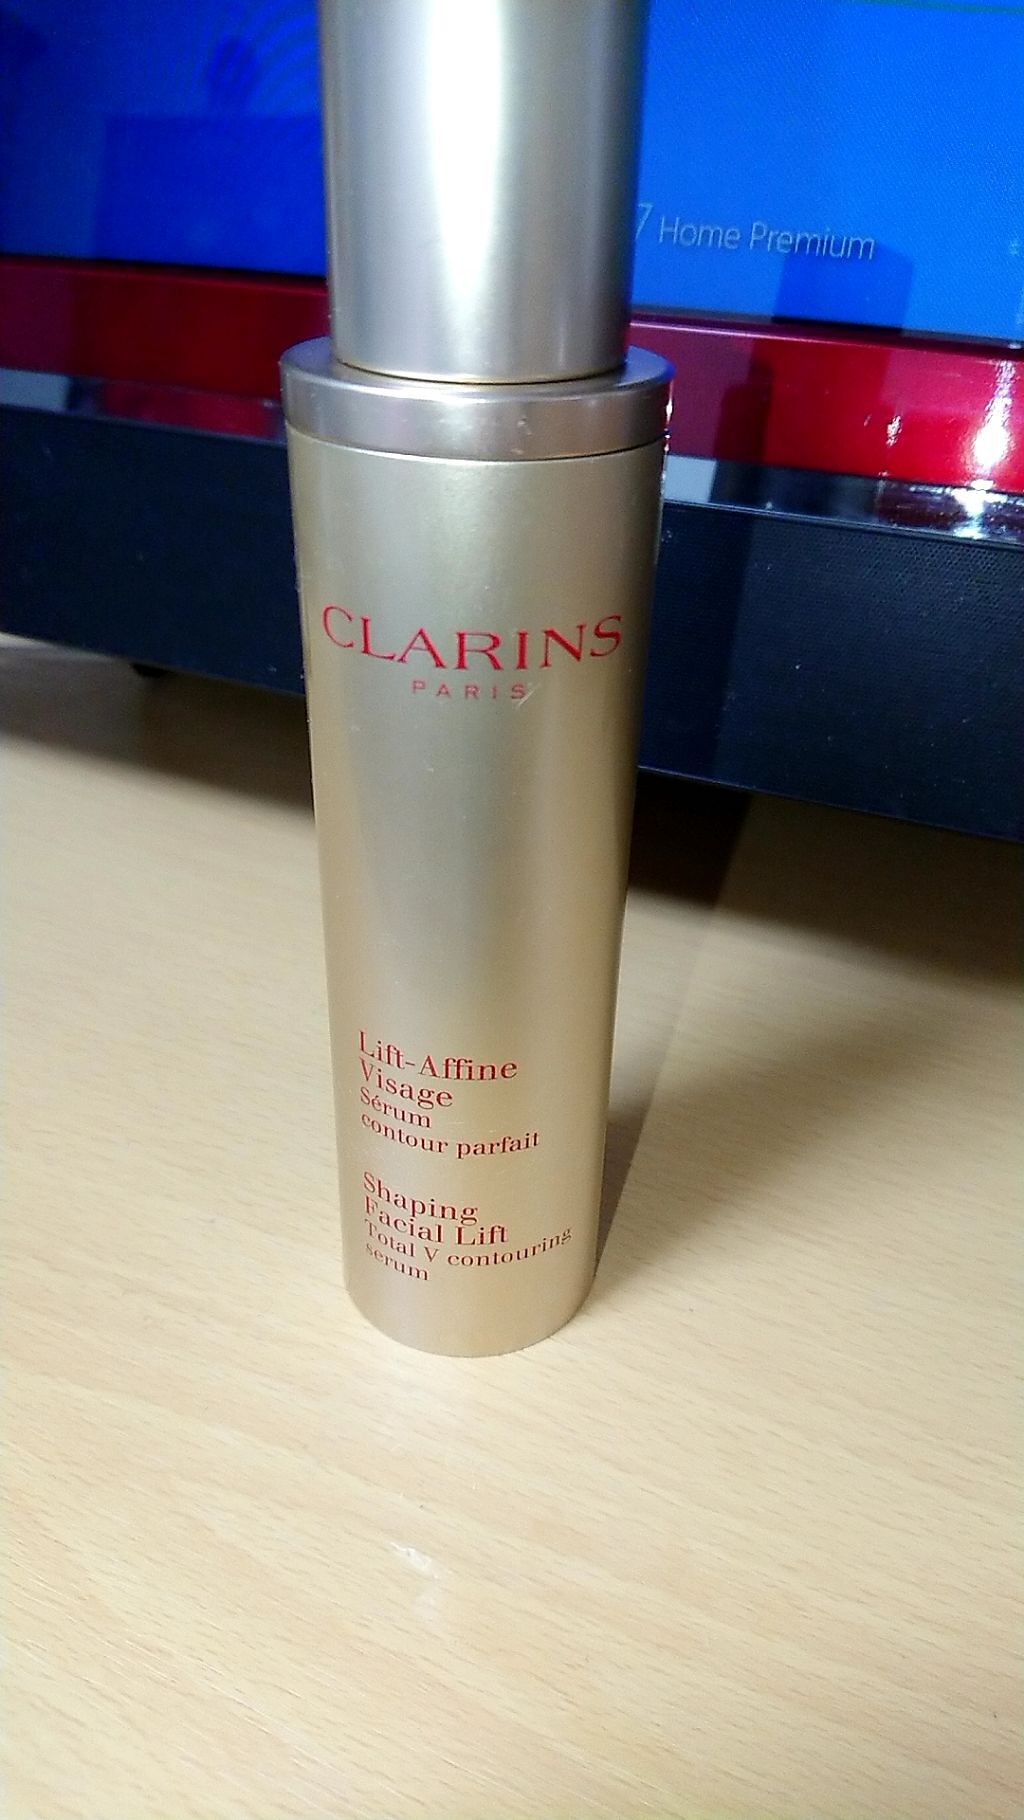 7 Home Premium
CLARINS
PARIS
Lift-Affine
Visage
Sérum
contour parfait
Shaping
Facial Lift
Total V contouring
serum